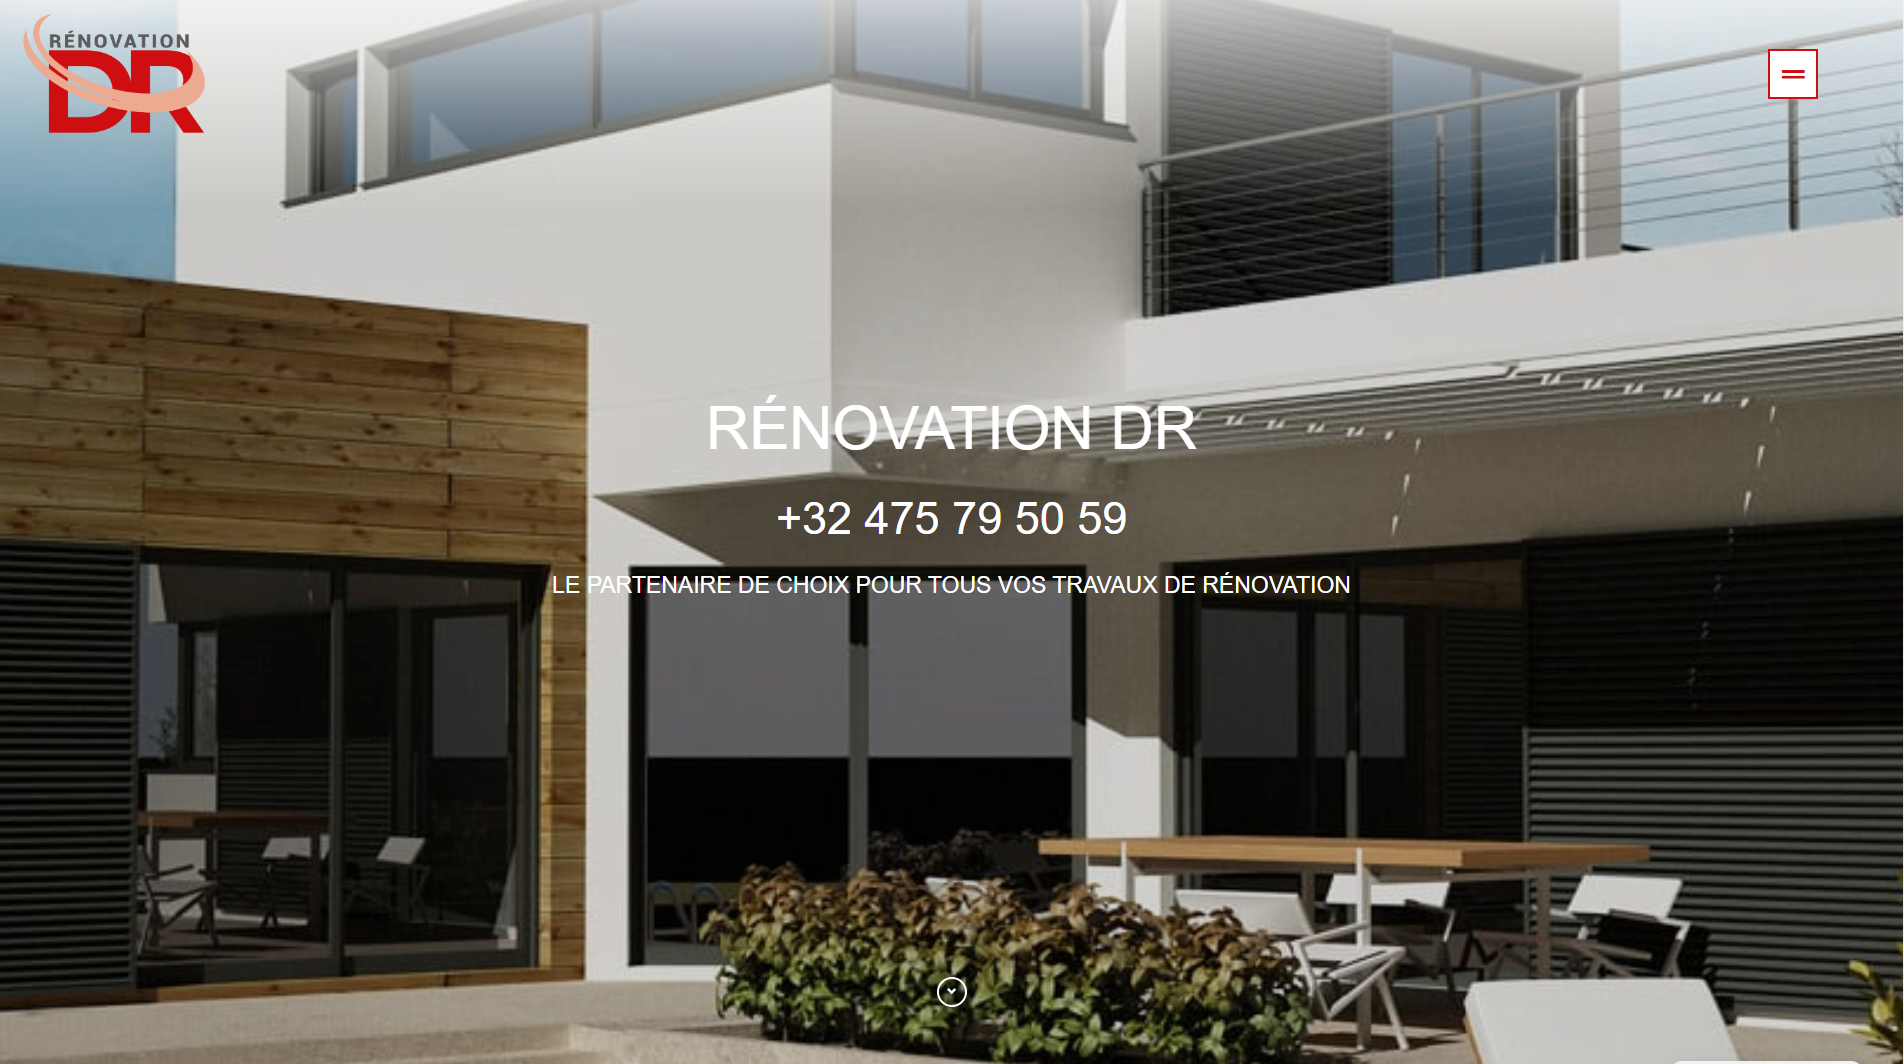 RÉNOVATION
DR
RÉNOVATION DR
+32 475 79 50 59
LE PARTENAIRE DE CHOIX POUR TOUS VOS TRAVAUX DE RÉNOVATION